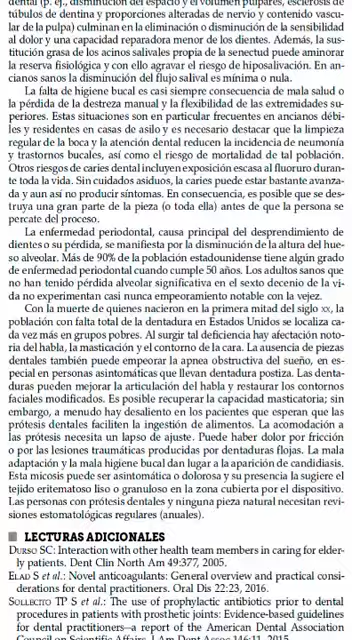 dental (p. ej., disminución del espacio y el volumen pulpares, esclerosis de
túbulos de dentina y proporciones alteradas de nervio y contenido vascu-
lar de la pulpa) culminan en la eliminación o disminución de la sensibilidad
al dolor y una capacidad reparadora menor de los dientes. Además, la sus-
titución grasa de los acinos salivales propia de la senectud puede aminorar
la reserva fisiológica y con ello agravar el riesgo de hiposalivación. En an-
cianos sanos la disminución del flujo salival es mínima o nula.
La falta de higiene bucal es casi siempre consecuencia de mala salud o
la pérdida de la destreza manual y la flexibilidad de las extremidades su-
periores. Estas situaciones son en particular frecuentes en ancianos débi-
les y residentes en casas de asilo y es necesario destacar que la limpieza
regular de la boca y la atención dental reducen la incidencia de neumonía
y trastornos bucales, así como el riesgo de mortalidad de tal población.
Otros riesgos de caries dental incluyen exposición escasa al fluoruro duran-
te toda la vida. Sin cuidados asiduos, la caries puede estar bastante avanza-
da y aun así no producir síntomas. En consecuencia, es posible que se des-
truya una gran parte de la pieza (o toda ella) antes de que la persona se
percate del proceso.
La enfermedad periodontal, causa principal del desprendimiento de
dientes o su pérdida, se manifiesta por la disminución de la altura del hue-
so alveolar. Más de 90% de la población estadounidense tiene algún grado
de enfermedad periodontal cuando cumple 50 años. Los adultos sanos que
no han tenido pérdida alveolar significativa en el sexto decenio de la vi-
da no experimentan casi nunca empeoramiento notable con la vejez.
Con la muerte de quienes nacieron en la primera mitad del siglo XX, la
población con falta total de la dentadura en Estados Unidos se localiza ca-
da vez más en grupos pobres. Al surgir tal deficiencia hay afectación noto-
ria del habla, la masticación y el contorno de la cara. La ausencia de piezas
dentales también puede empeorar la apnea obstructiva del sueño, en es-
pecial en personas asintomáticas que llevan dentadura postiza. Las denta-
duras pueden mejorar la articulación del habla y restaurar los contornos
faciales modificados. Es posible recuperar la capacidad masticatoria; sin
embargo, a menudo hay desaliento en los pacientes que esperan que las
prótesis dentales faciliten la ingestión de alimentos. La acomodación a
las prótesis necesita un lapso de ajuste. Puede haber dolor por fricción
o por las lesiones traumáticas producidas por dentaduras flojas. La mala
adaptación y la mala higiene bucal dan lugar a la aparición de candidiasis.
Esta micosis puede ser asintomática o dolorosa y su presencia la sugiere el
tejido eritematoso liso o granuloso en la zona cubierta por el dispositivo.
Las personas con prótesis dentales y ninguna pieza natural necesitan revi-
siones estomatológicas regulares (anuales).
LECTURAS ADICIONALES
Durso SC: Interaction with other health team members in caring for elder-
ly patients. Dent Clin North Am 49:377, 2005.
Elad S et al.: Novel anticoagulants: General overview and practical consi-
derations for dental practitioners. Oral Dis 22:23, 2016.
Sollecito TP S et al.: The use of prophylactic antibiotics prior to dental
procedures in patients with prosthetic joints: Evidence-based guidelines
for dental practitioners—a report of the American Dental Association
Council on Scientific Affairs. J Am Dent Assoc 146:11, 2015.